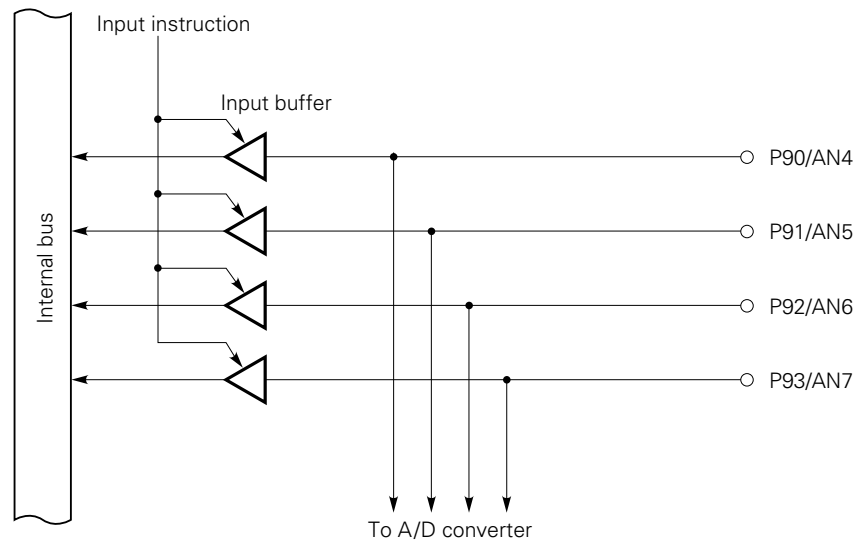 Input instruction
Input buffer
P90/AN4
P91/AN5
P92/AN6
P93/AN7
Internal bus
To A/D converter